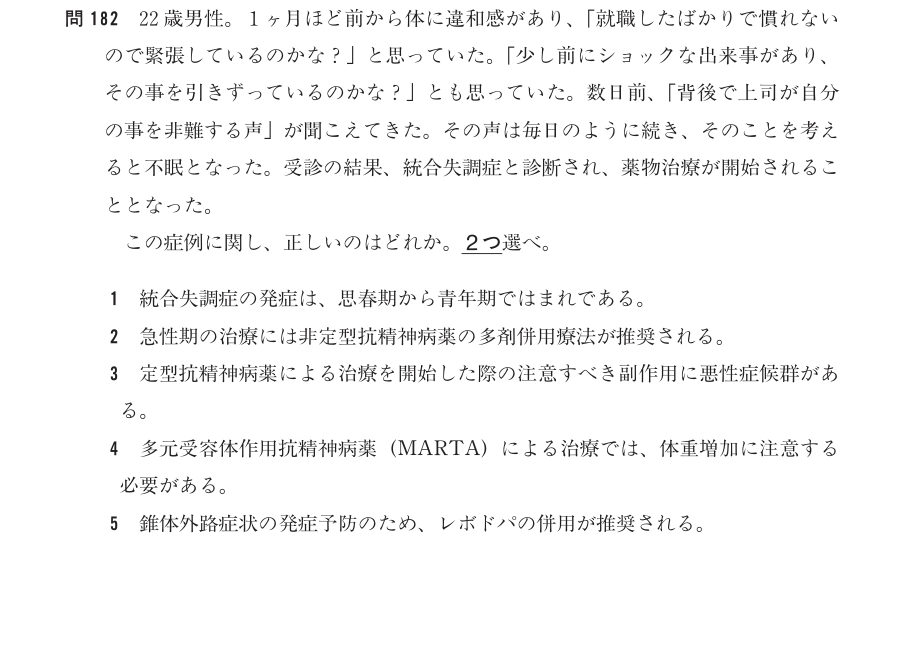 問 182 22 歳男性。１ヶ月ほど前から体に違和感があり、「就職したばかりで慣れない
ので緊張しているのかな？」と思っていた。「少し前にショックな出来事があり、
その事を引きずっているのかな？」とも思っていた。数日前、「背後で上司が自分
の事を非難する声」が聞こえてきた。その声は毎日のように続き、そのことを考え
ると不眠となった。受診の結果、統合失調症と診断され、薬物治療が開始されるこ
ととなった。
この症例に関し、正しいのはどれか。２つ選べ。
1 統合失調症の発症は、思春期から青年期ではまれである。
2 急性期の治療には非定型抗精神病薬の多剤併用療法が推奨される。
3 定型抗精神病薬による治療を開始した際の注意すべき副作用に悪性症候群があ
る。
4 多元受容体作用抗精神病薬（MARTA）による治療では、体重増加に注意する
必要がある。
5 錐体外路症状の発症予防のため、レボドパの併用が推奨される。